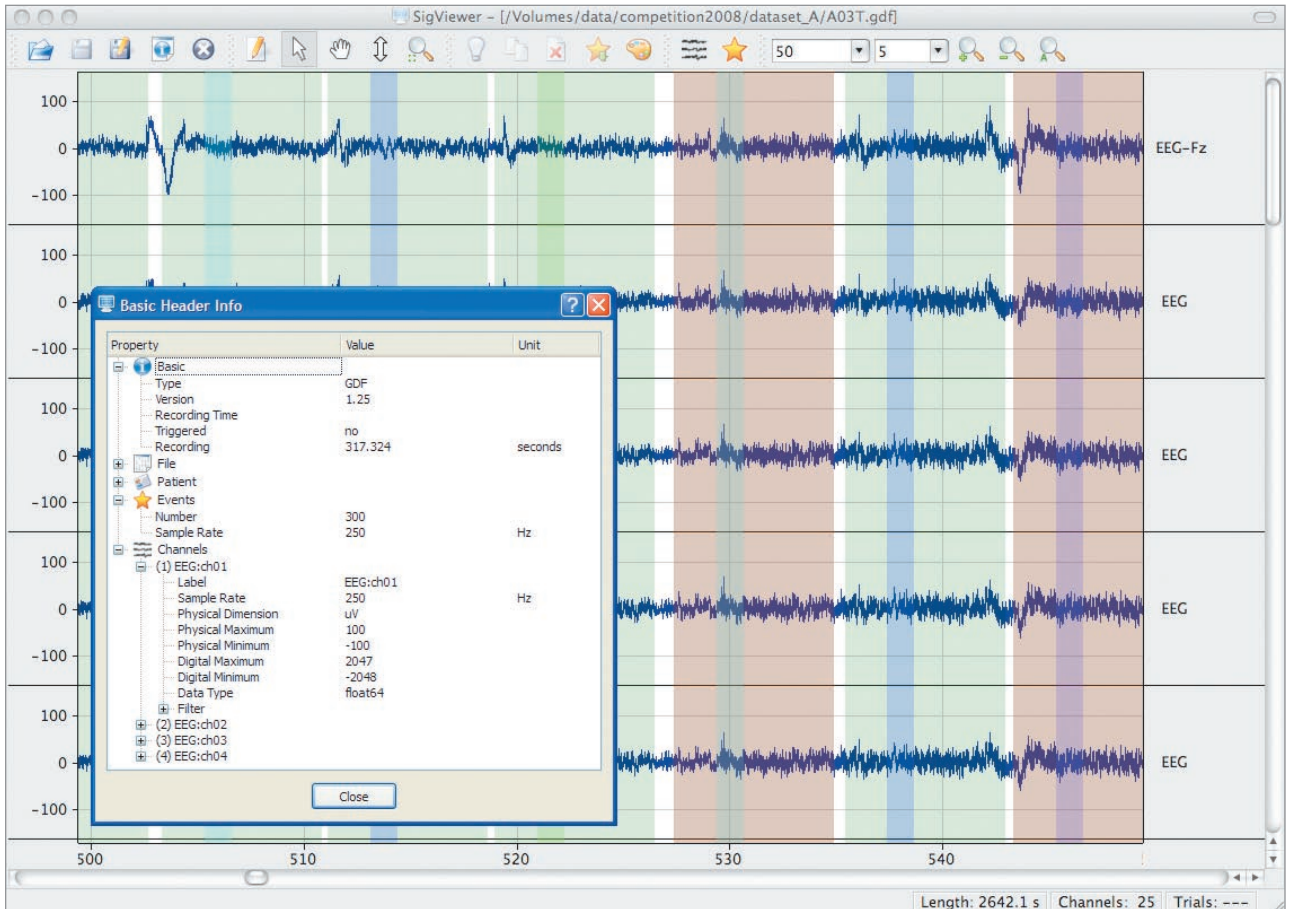 SigViewer – [/Volumes/data/competition2008/dataset_A/A03T.gdf]
50 5
100
0
-100
EEG-Fz
100
0
-100
EEG
100
0
-100
EEG
100
0
-100
EEG
100
0
-100
EEG
Basic Header Info
Property Value Unit
Basic
Type GDF
Version 1.25
Recording Time
Triggered no
Recording 317.324 seconds
File
Patient
Events
Number 300
Sample Rate 250 Hz
Channels
(1) EEG:ch01
Label EEG:ch01
Sample Rate 250 Hz
Physical Dimension uV
Physical Maximum 100
Physical Minimum -100
Digital Maximum 2047
Digital Minimum -2048
Data Type float64
Filter
(2) EEG:ch02
(3) EEG:ch03
(4) EEG:ch04
Close
500 510 520 530 540
Length: 2642.1 s Channels: 25 Trials: ---